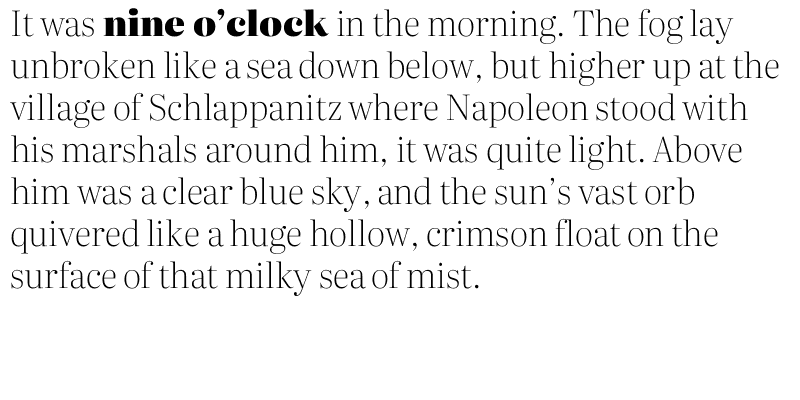 It was nine o’clock in the morning. The fog lay
unbroken like a sea down below, but higher up at the
village of Schlappanitz where Napoleon stood with
his marshals around him, it was quite light. Above
him was a clear blue sky, and the sun’s vast orb
quivered like a huge hollow, crimson float on the
surface of that milky sea of mist.